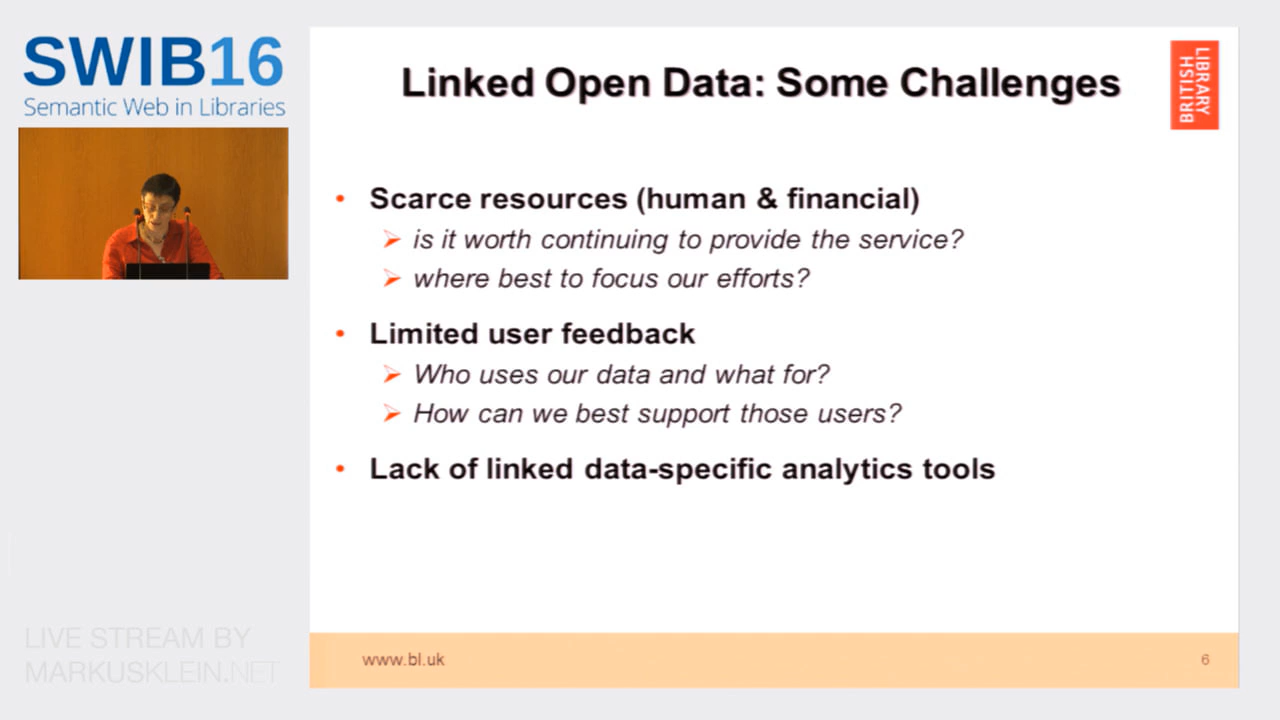 SWIB16
Semantic Web in Libraries
Linked Open Data: Some Challenges
LIBRARY
BRITISH
• Scarce resources (human & financial)
➢ is it worth continuing to provide the service?
➢ where best to focus our efforts?
• Limited user feedback
➢ Who uses our data and what for?
➢ How can we best support those users?
• Lack of linked data-specific analytics tools
LIVE STREAM BY
MARKUSKLEIN.NET
www.bl.uk
6